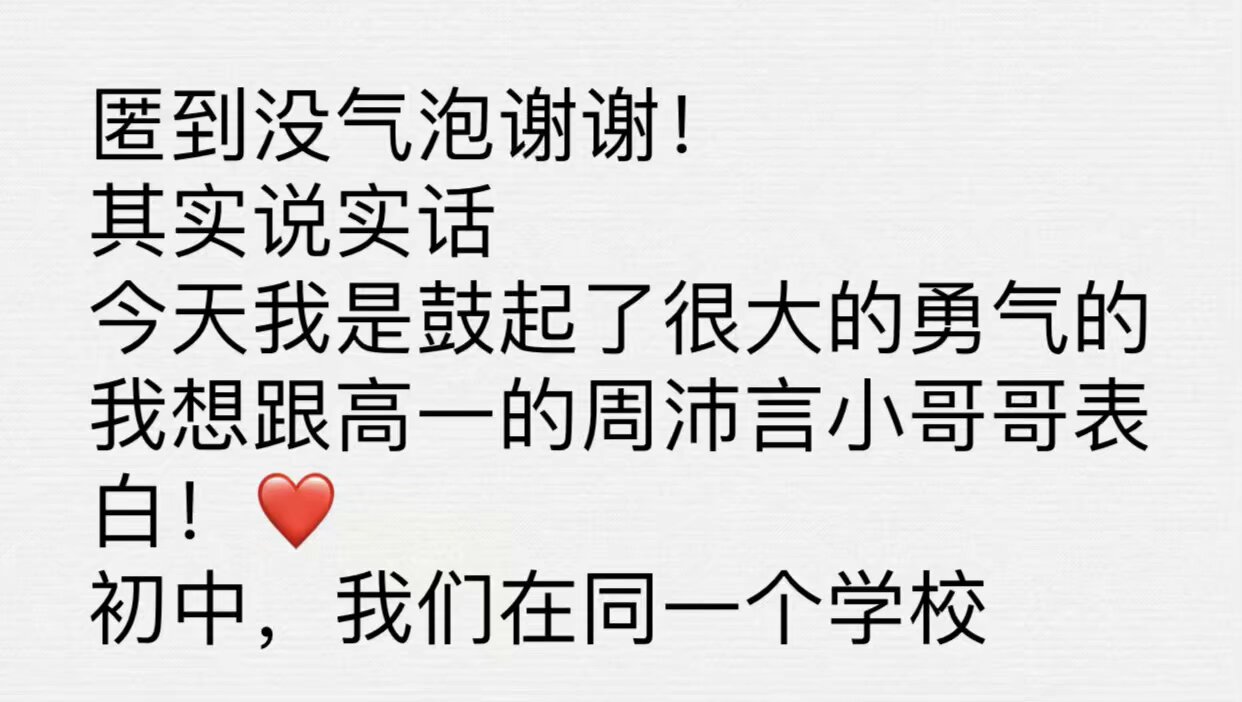 匿到没气泡谢谢！
其实说实话
今天我是鼓起了很大的勇气的
我想跟高一的周沛言小哥哥表
白！❤️
初中，我们在同一个学校